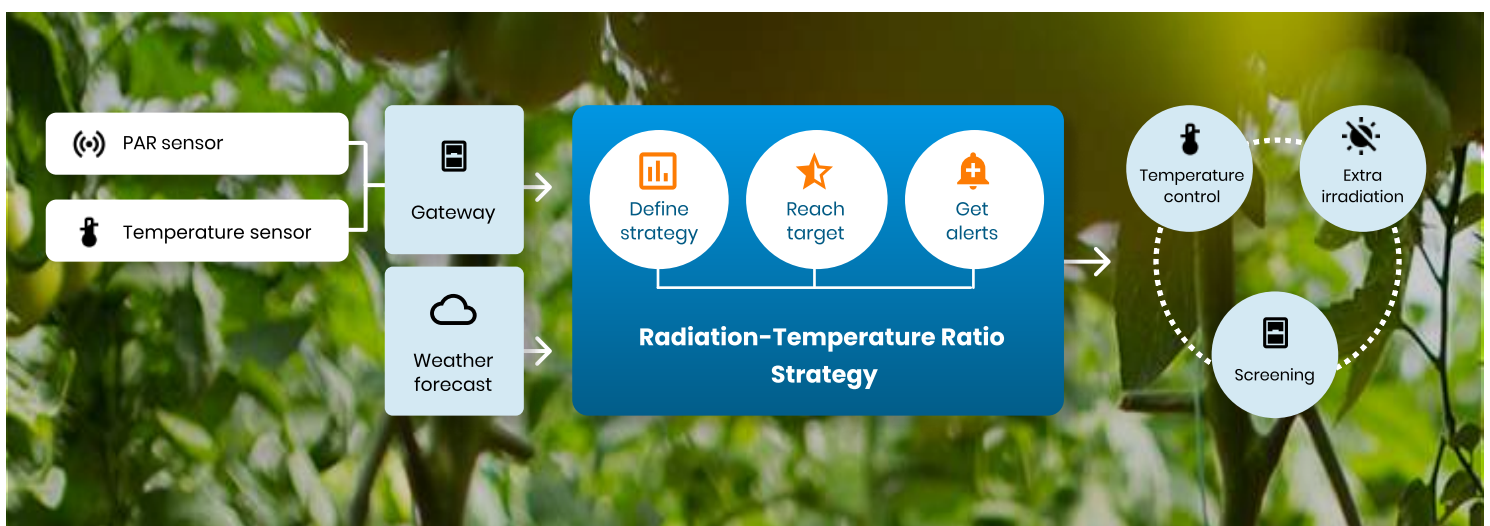 PAR sensor
Temperature sensor
Gateway
Weather
forecast
Define
strategy
Reach
target
Get
alerts
Radiation-Temperature Ratio
Strategy
Temperature
control
Extra
irradiation
Screening